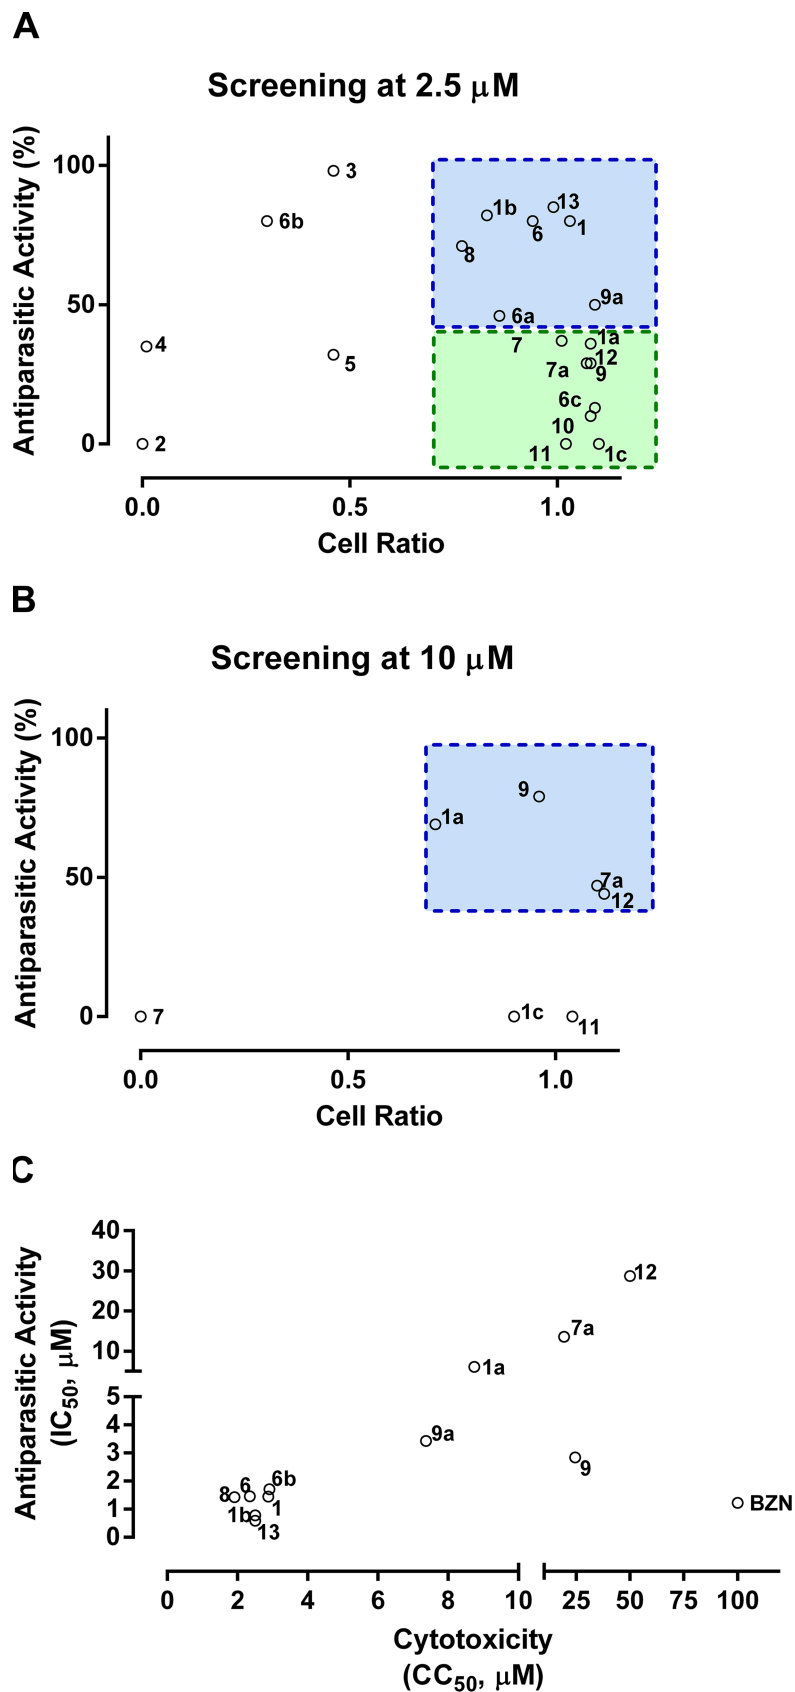 A
Screening at 2.5 μM
Antiparasitic Activity (%)
100
50
0
3
6b
4
5
2
1b
13
6
1
8
9a
6a
7
1a
12
7a
9
6c
10
11
1c
0.0
0.5
1.0
Cell Ratio
B
Screening at 10 μM
Antiparasitic Activity (%)
100
50
0
9
1a
7a
12
7
1c
11
0.0
0.5
1.0
Cell Ratio
C
Antiparasitic Activity
(IC50, μM)
40
30
20
10
5
4
3
2
1
0
12
7a
1a
9a
9
6b
6
8
1
1b
13
BZN
0
2
4
6
8
10
25
50
75
100
Cytotoxicity
(CC50, μM)